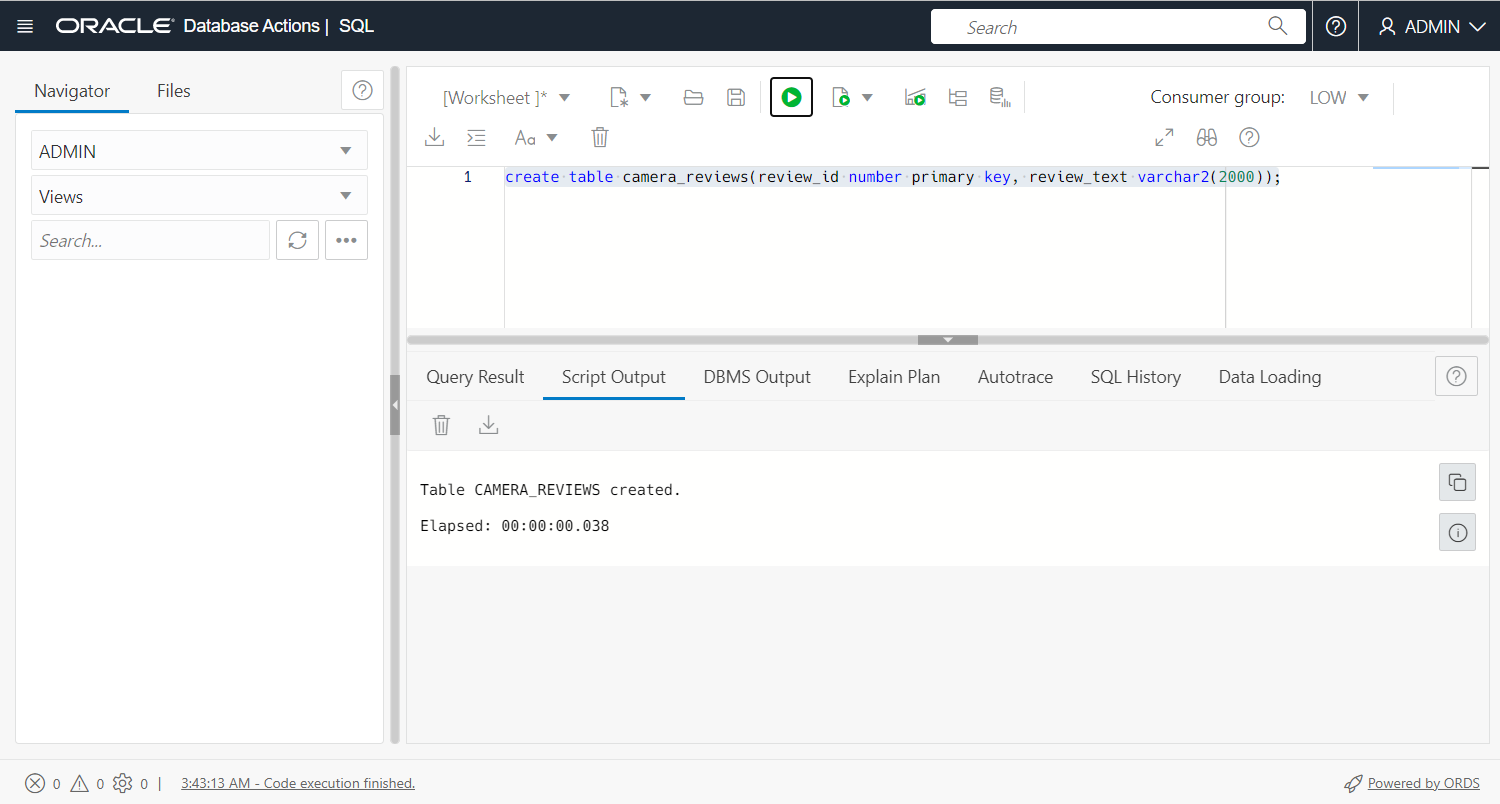 ORACLE Database Actions | SQL
Search
ADMIN
Navigator
Files
ADMIN
Views
Search...
[Worksheet ]*
Consumer group: LOW
Aa
1 create table camera_reviews(review_id number primary key, review_text varchar2(2000));
Query Result
Script Output
DBMS Output
Explain Plan
Autotrace
SQL History
Data Loading
Table CAMERA_REVIEWS created.
Elapsed: 00:00:00.038
0 0 0 | 3:43:13 AM - Code execution finished.
Powered by ORDS